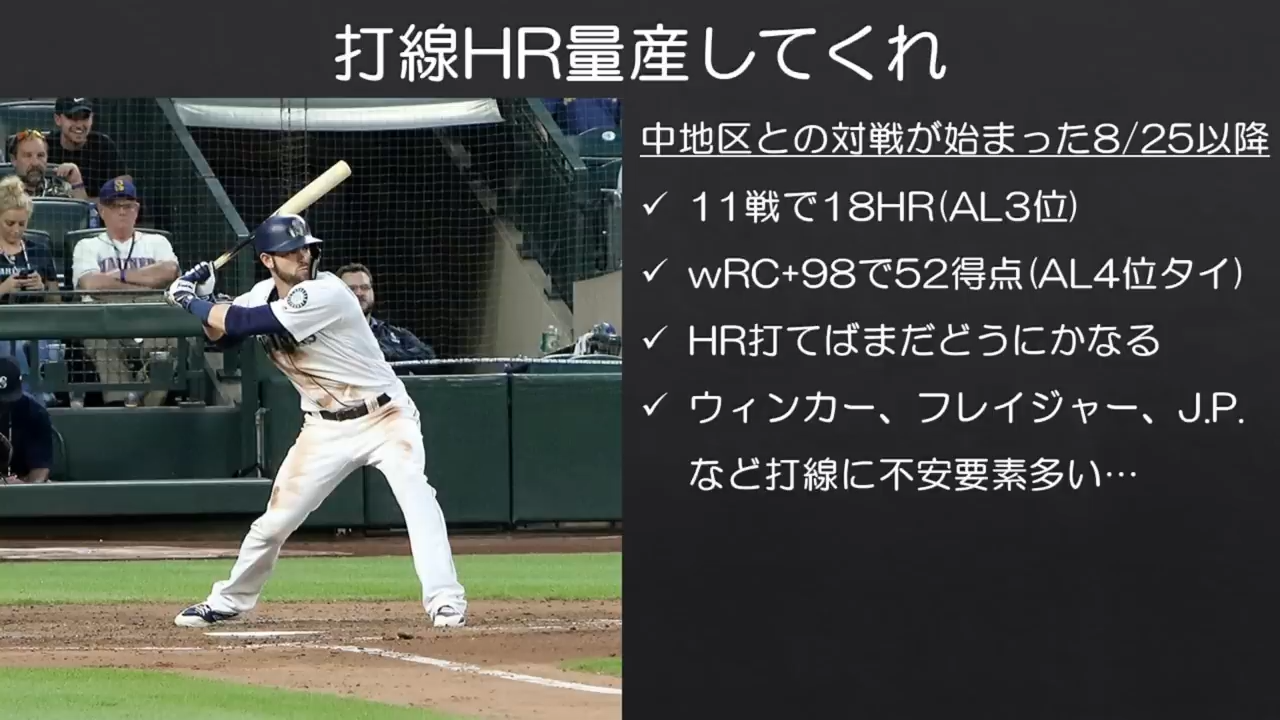 打線HR量産してくれ
中地区との対戦が始まった8/25以降
✓ 11戦で18HR(AL3位)
✓ wRC+98で52得点(AL4位タイ)
✓ HR打てばまだどうにかなる
✓ ウィンカー、フレイジャー、J.P.
など打線に不安要素多い…